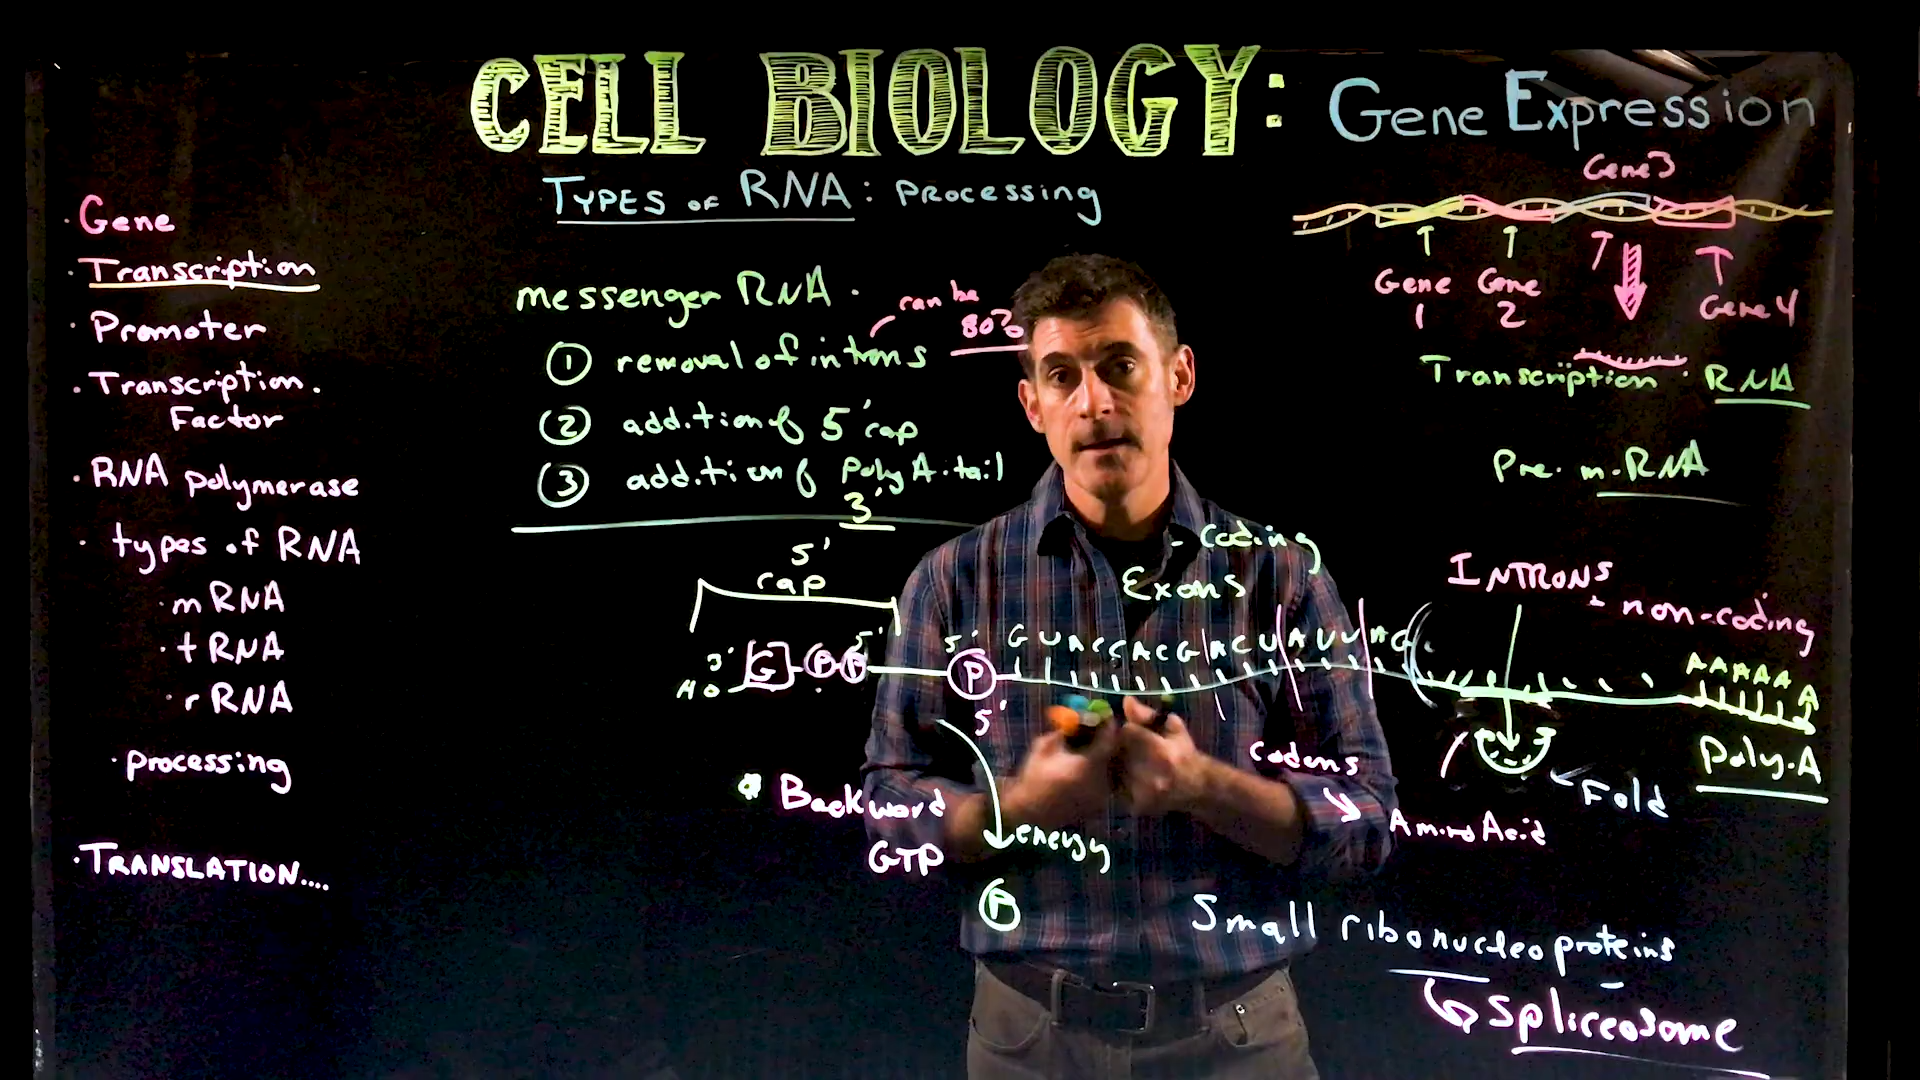 CELL BIOLOGY: Gene Expression
TYPES OF RNA: Processing
· Gene
· Transcription
· Promoter
· Transcription.
Factor
· RNA polymerase
· types of RNA
· mRNA
· tRNA
· rRNA
· processing
· TRANSLATION....
messenger RNA ·
can be
80%
① removal of introns
② addition of 5' cap
③ addition of Poly A·tail
3'
5'
cap
3'
HO
G
P
P
5'
5'
P
5'
G U A C C A C G A C U A U U A G
- Coding
Exons
INTRONS
- non-coding
A A A A A A
Poly·A
Fold
Codons
Amino Acid
* Backward
GTP
energy
P
Small ribonucleoproteins
Spliceosome
Gene 3
Gene
1
Gene
2
Gene 4
Transcription · RNA
Pre·m·RNA